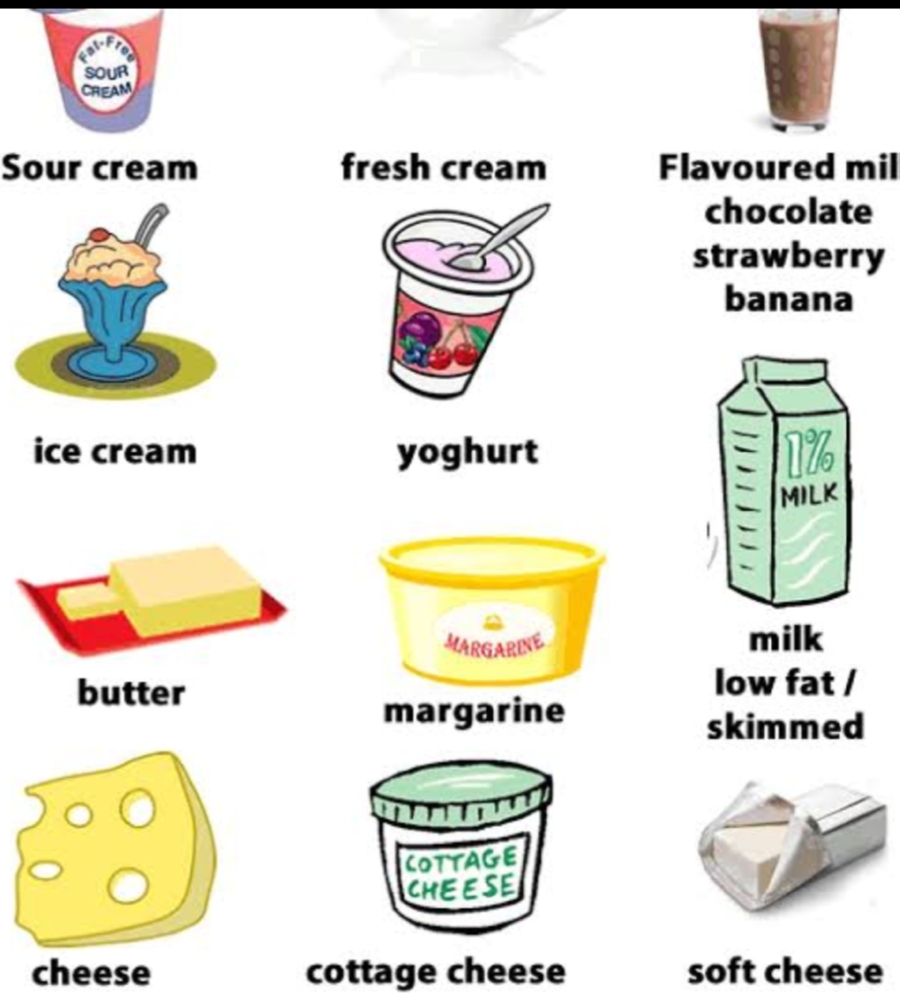 Fat-Free
SOUR
CREAM
Sour cream
fresh cream
Flavoured mil
chocolate
strawberry
banana
ice cream
yoghurt
1%
MILK
milk
low fat /
skimmed
butter
MARGARINE
margarine
cheese
COTTAGE
CHEESE
cottage cheese
soft cheese